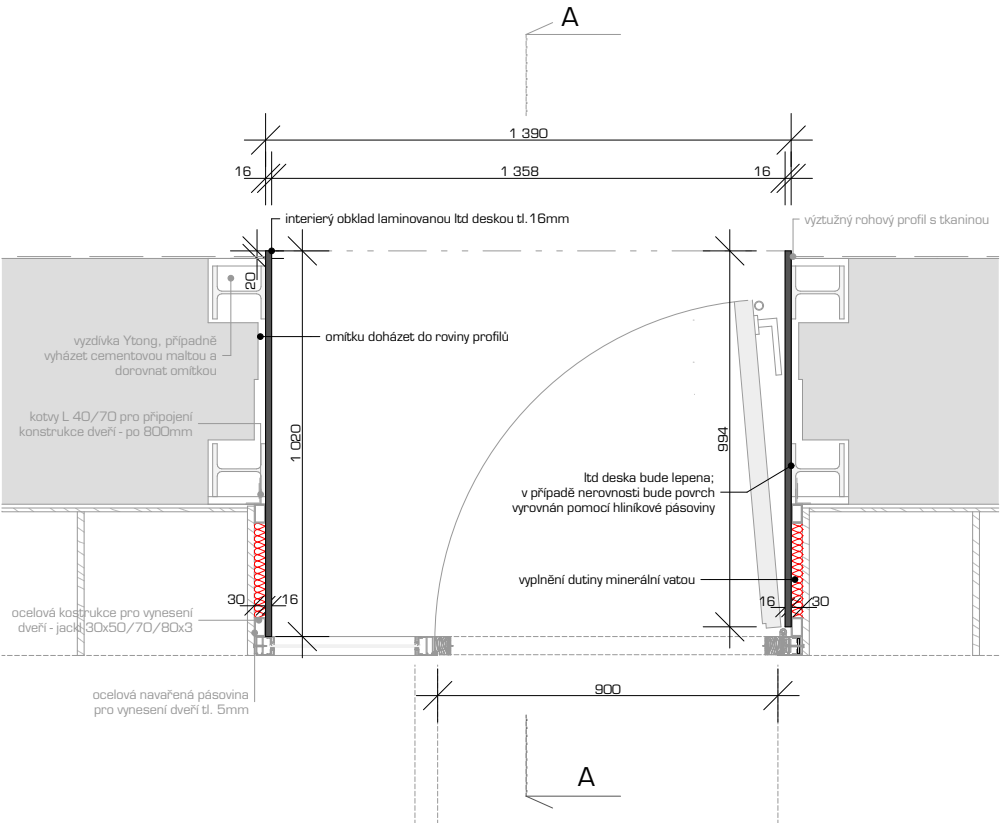 A
1 390
16
1 358
16
interierý obklad laminovanou ltd deskou tl.16mm
výztužný rohový profil s tkaninou
20
vyzdívka Ytong, případně
vyházet cementovou maltou a
dorovnat omítkou
omítku doházet do roviny profilů
kotvy L 40/70 pro připojení
konstrukce dveří - po 800mm
1 020
994
ltd deska bude lepena;
v případě nerovnosti bude povrch
vyrovnán pomocí hliníkové pásoviny
vyplnění dutiny minerální vatou
30
16
16
30
ocelová kostrukce pro vynesení
dveří - jackl 30x50/70/80x3
ocelová navařená pásovina
pro vynesení dveří tl. 5mm
900
A